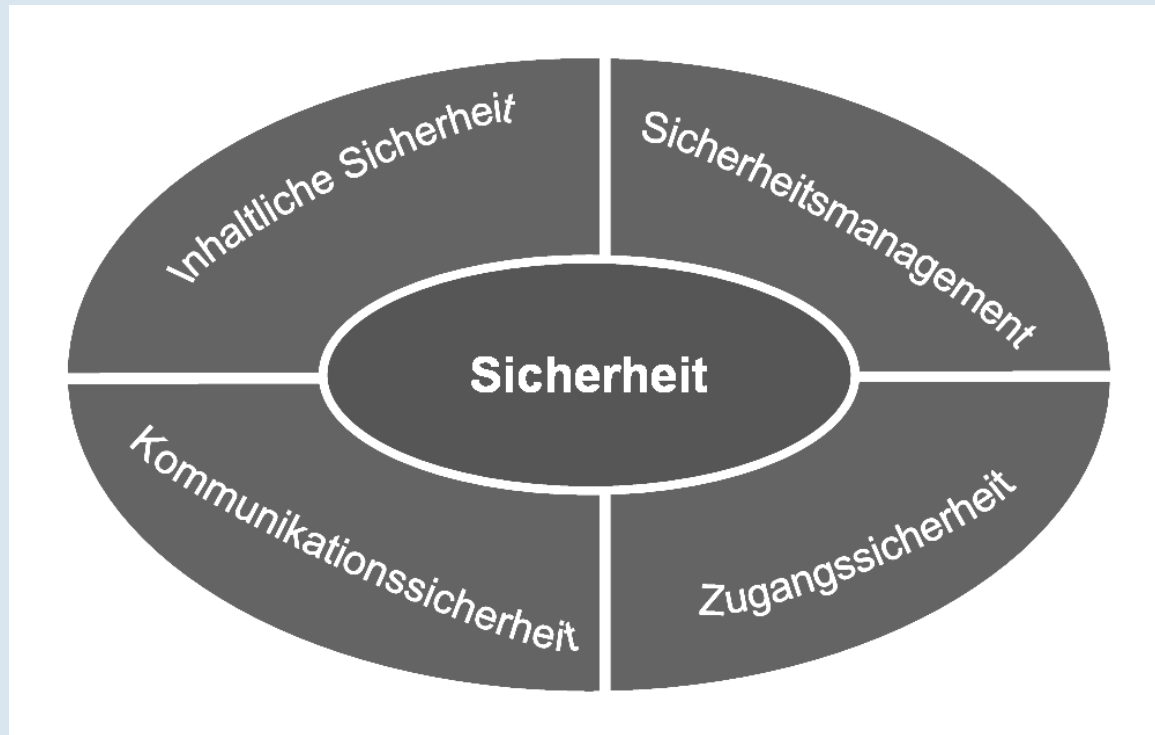 Inhaltliche Sicherheit
Sicherheitsmanagement
Sicherheit
Kommunikationssicherheit
Zugangssicherheit